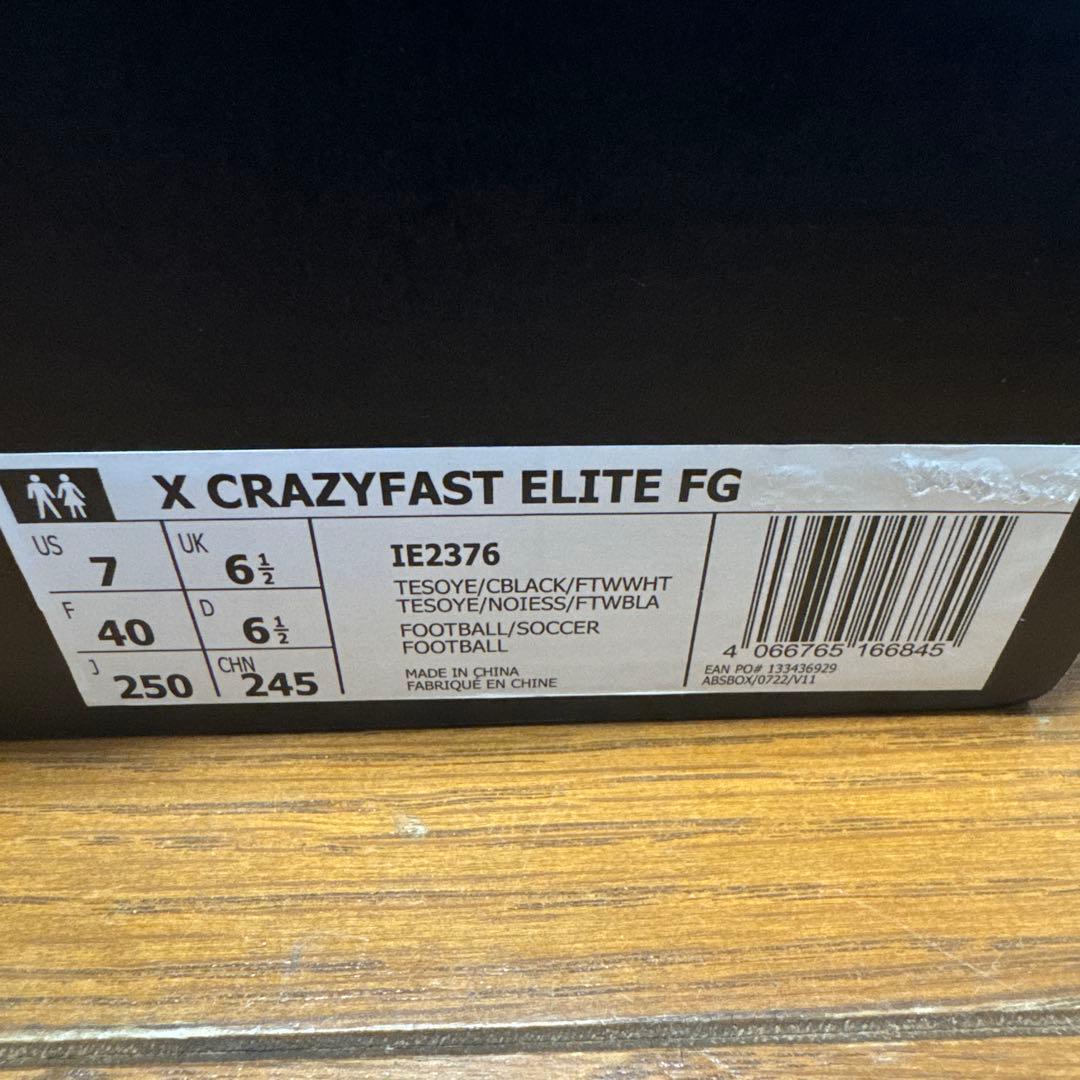 X CRAZYFAST ELITE FG
US 7 UK 6½
F 40 D 6½
J 250 CHN 245
IE2376
TESOYE/CBLACK/FTWWHT
TESOYE/NOIESS/FTWBLA
FOOTBALL/SOCCER
FOOTBALL
MADE IN CHINA
FABRIQUÉ EN CHINE
4 066765 166845
EAN PO# 133436929
ABSBOX/0722/V11